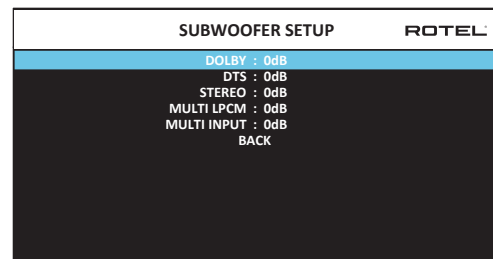 SUBWOOFER SETUP ROTEL
DOLBY : 0dB
DTS : 0dB
STEREO : 0dB
MULTI LPCM : 0dB
MULTI INPUT : 0dB
BACK